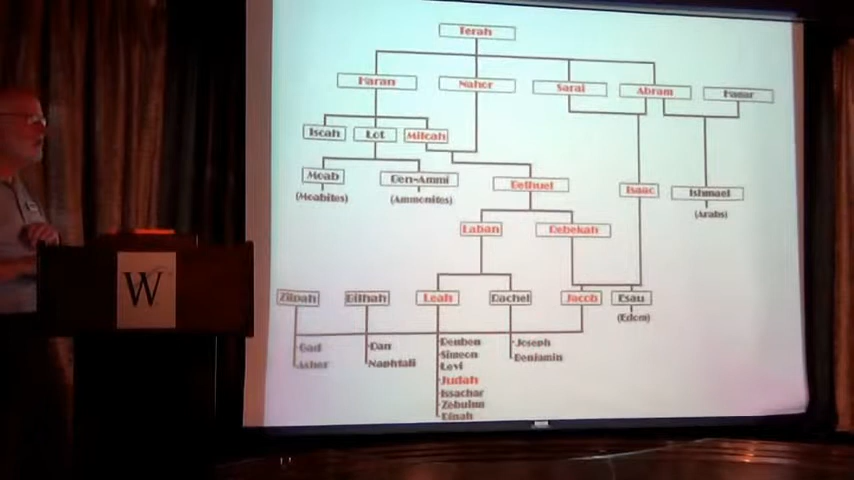 Terah
Haran
Nahor
Sarai
Abram
Hagar
Iscah
Lot
Milcah
Moab
Ben-Ammi
Bethuel
Isaac
Ishmael
(Moabites)
(Ammonites)
(Arabs)
Laban
Rebekah
Zilpah
Bilhah
Leah
Rachel
Jacob
Esau
(Edom)
Gad
Asher
Dan
Naphtali
Reuben
Simeon
Levi
Judah
Issachar
Zebulun
Dinah
Joseph
Benjamin
W